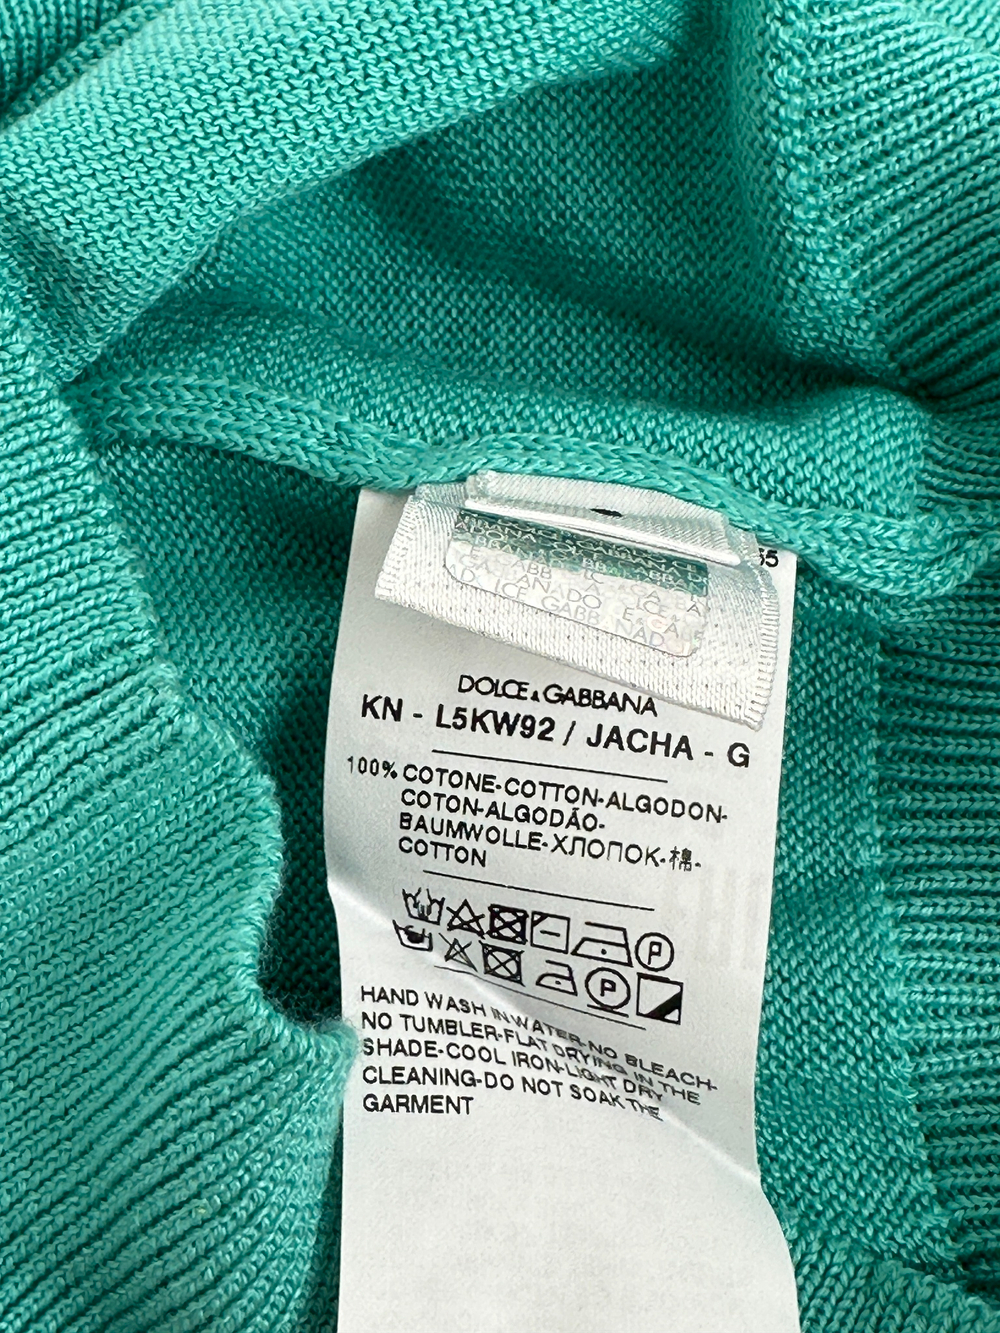 65
DOLCE & GABBANA
KN - L5KW92 / JACHA - G
100% COTONE-COTTON-ALGODON-
COTON-ALGODÃO-
BAUMWOLLE-ХЛОПОК-棉-
COTTON
P
P
HAND WASH IN WATER-NO BLEACH-
NO TUMBLER-FLAT DRYING IN THE
SHADE-COOL IRON-LIGHT DRY
CLEANING-DO NOT SOAK THE
GARMENT